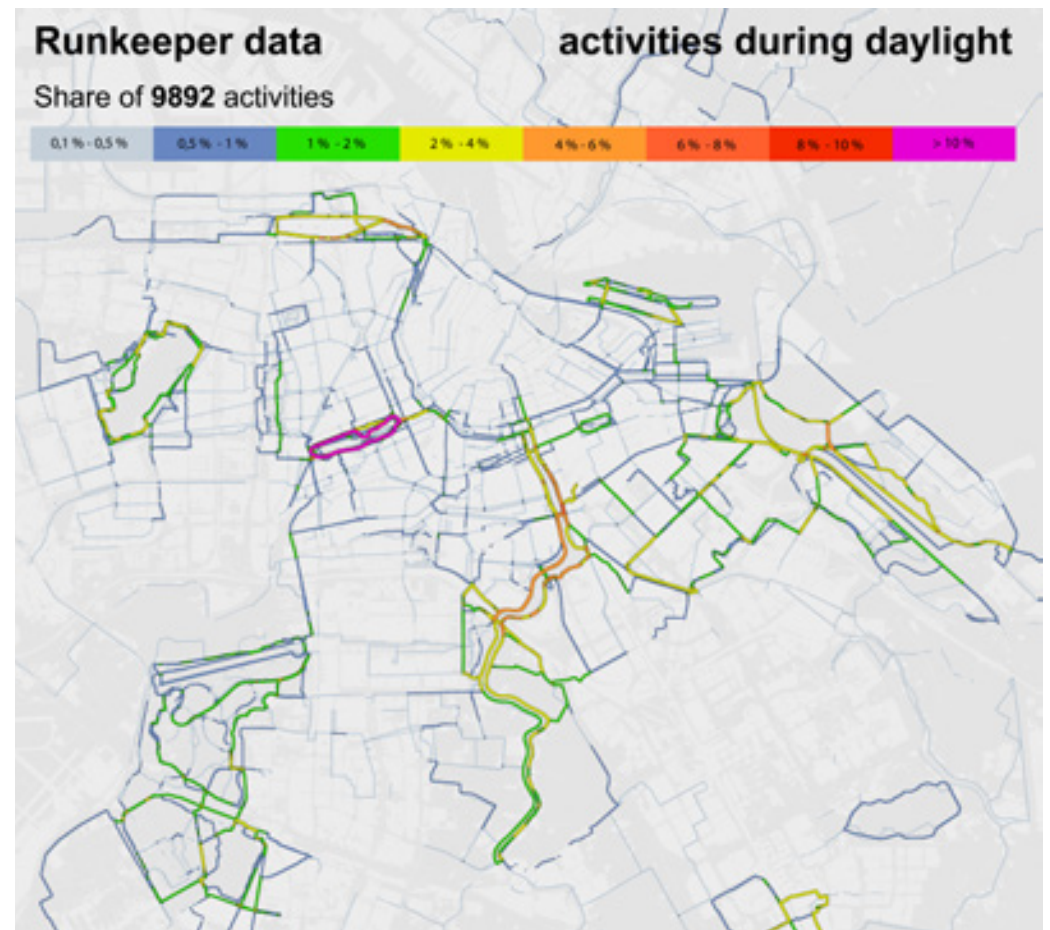 Runkeeper data activities during daylight
Share of 9892 activities
0,1 % - 0,5 % 0,5 % - 1 % 1 % - 2 % 2 % - 4 % 4 % - 6 % 6 % - 8 % 8 % - 10 % > 10 %